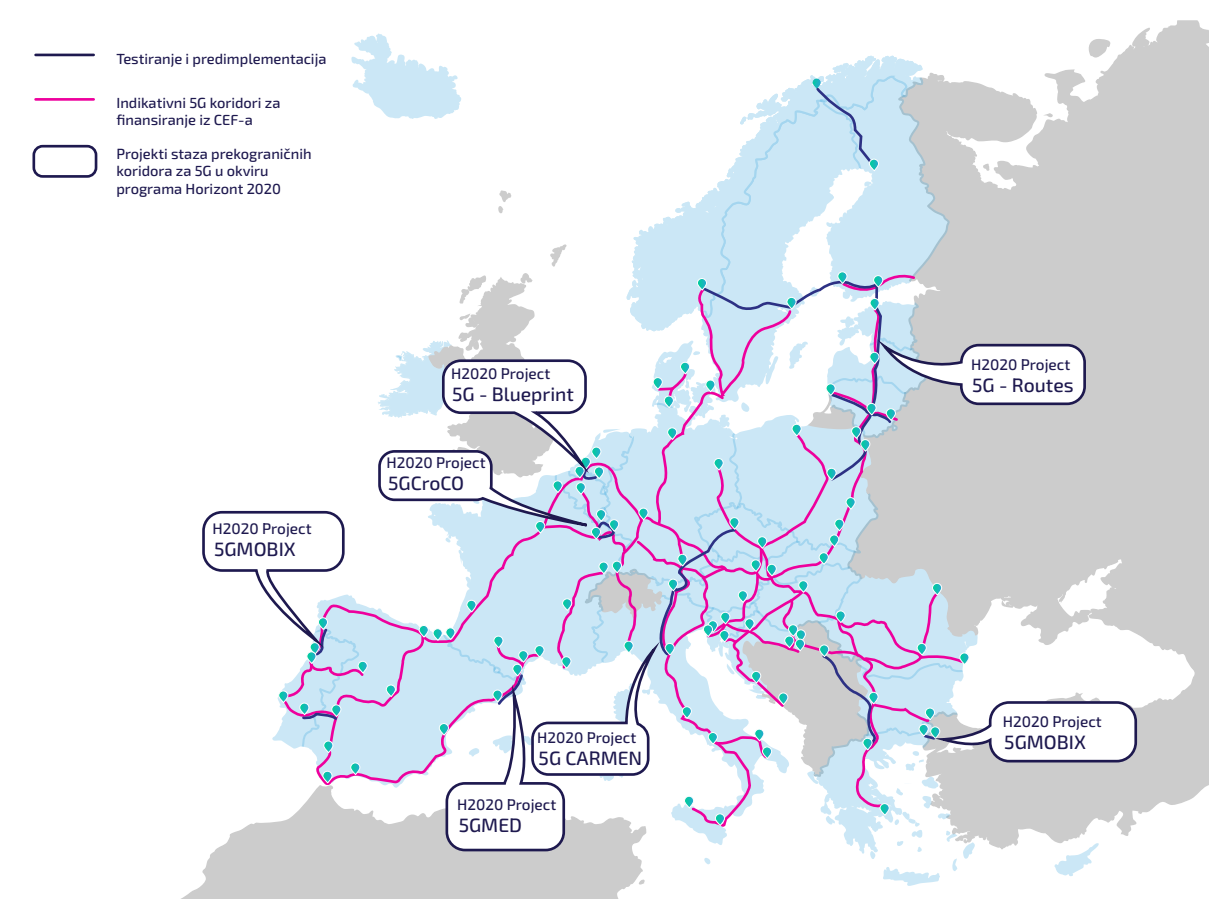 Testiranje i predimplementacija
Indikativni 5G koridori za
finansiranje iz CEF-a
Projekti staza prekograničnih
koridora za 5G u okviru
programa Horizont 2020
H2020 Project
5G - Blueprint
H2020 Project
5G - Routes
H2020 Project
5GCroCO
H2020 Project
5GMOBIX
H2020 Project
5G CARMEN
H2020 Project
5GMOBIX
H2020 Project
5GMED